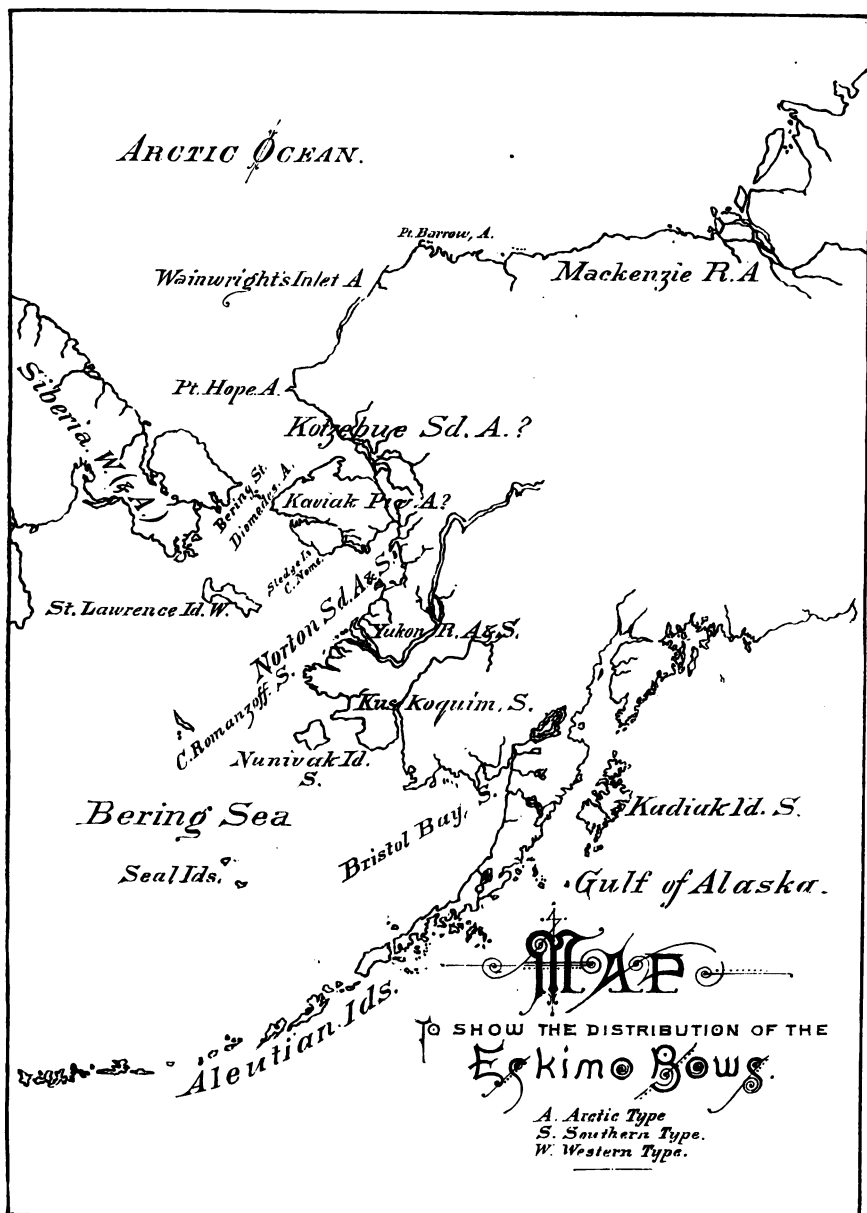 ARCTIC OCEAN.
Pt. Barrow, A.
Wainwright's Inlet A
Mackenzie R. A
Siberia. W (& A.)
Pt. Hope A.
Kotzebue Sd. A. ?
Bering St.
Diomedes. A.
Kaviak Pen. A?
Sledge Is
C. Nome.
St. Lawrence Id. W.
Norton Sd. A & S.
Yukon R. A & S.
C. Romanzoff. S.
Kus Koquim, S.
Nunivak Id.
S.
Bering Sea
Bristol Bay, S.
Kadiak Id. S.
Seal Ids.
Gulf of Alaska.
Aleutian Ids.
MAP
TO SHOW THE DISTRIBUTION OF THE
ESKIMO BOWS.
A. Arctic Type
S. Southern Type.
W. Western Type.